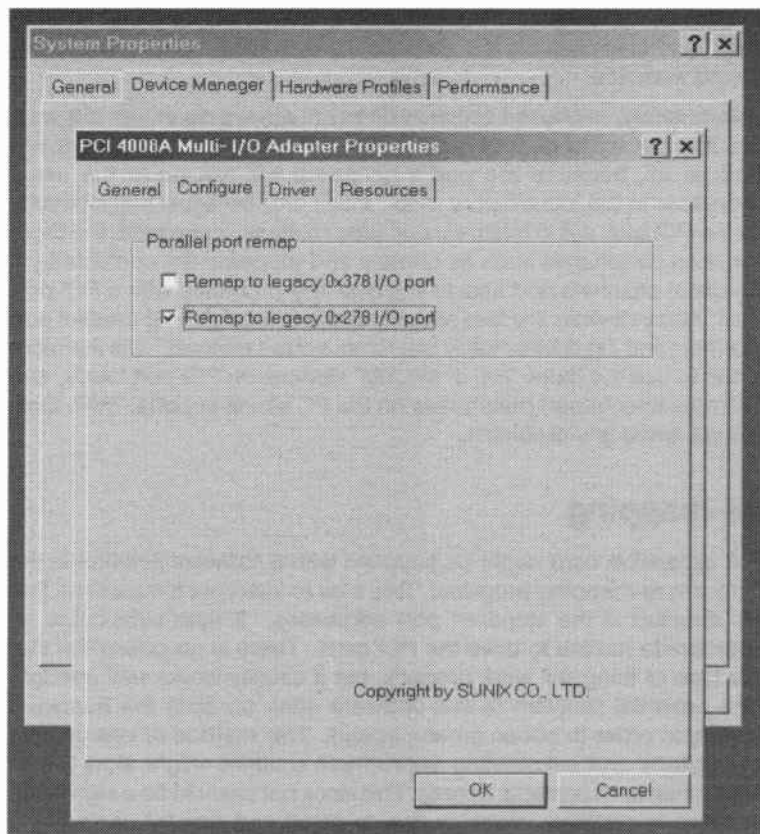 System Properties
? ×
General Device Manager Hardware Profiles Performance
PCI 4008A Multi- I/O Adapter Properties
? ×
General Configure Driver Resources
Parallel port remap
Remap to legacy 0x378 I/O port
Remap to legacy 0x278 I/O port
Copyright by SUNIX CO., LTD.
OK Cancel